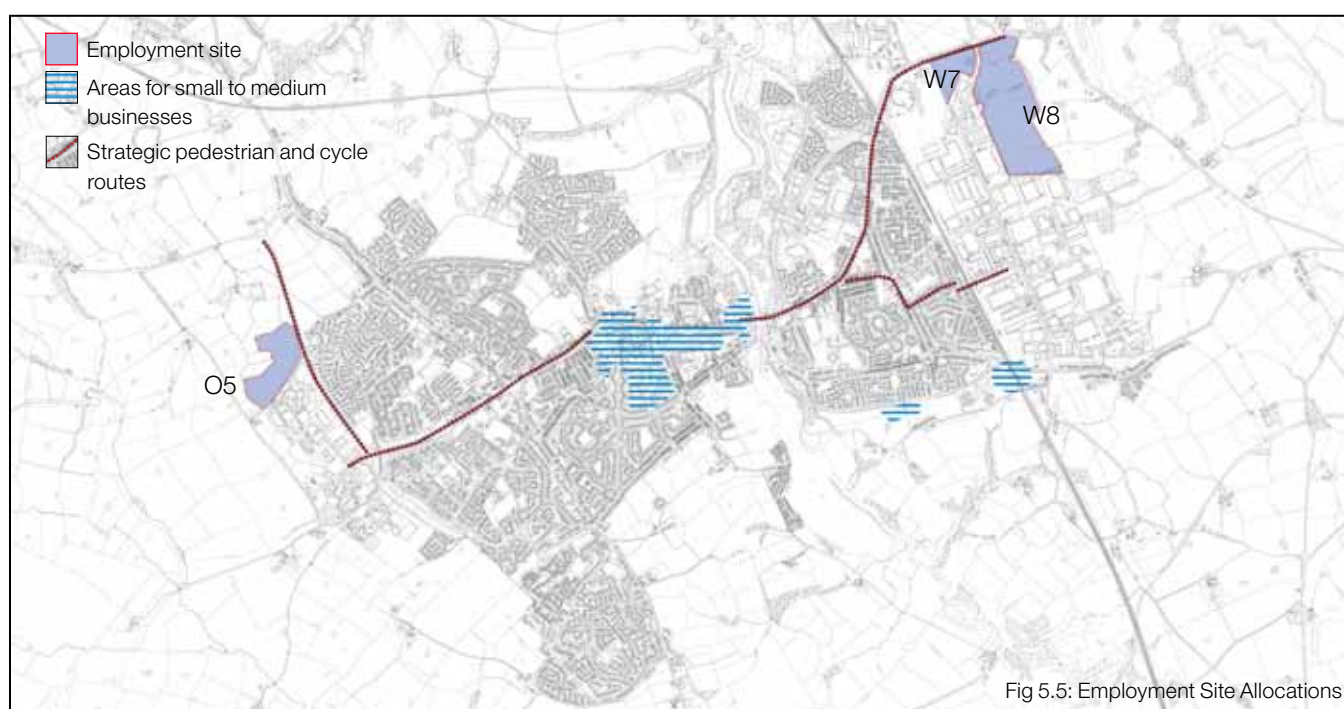 Employment site
Areas for small to medium
businesses
Strategic pedestrian and cycle
routes
W7
W8
O5
Fig 5.5: Employment Site Allocations